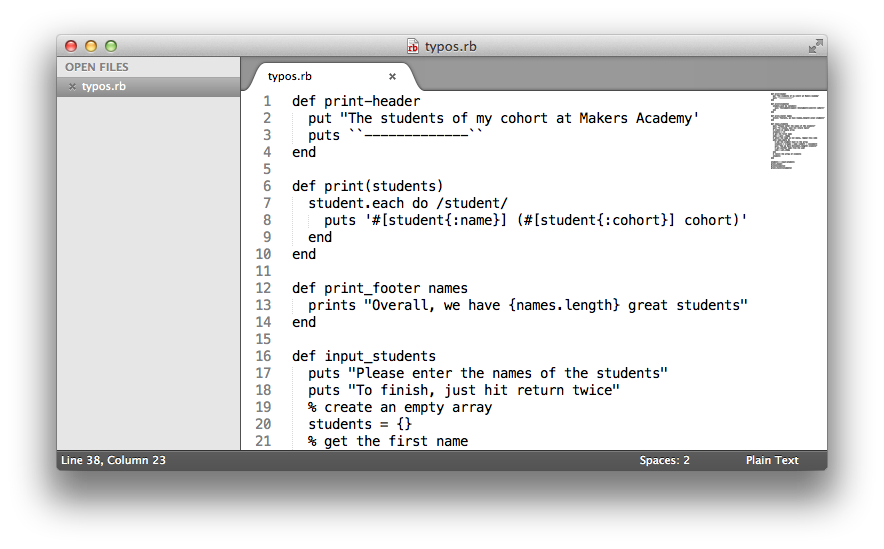 typos.rb
OPEN FILES
× typos.rb
typos.rb ×
1 def print-header
2   put "The students of my cohort at Makers Academy'
3   puts ``-------------``
4 end
5
6 def print(students)
7   student.each do /student/
8     puts '#[student{:name}] (#[student{:cohort}] cohort)'
9   end
10 end
11
12 def print_footer names
13   prints "Overall, we have {names.length} great students"
14 end
15
16 def input_students
17   puts "Please enter the names of the students"
18   puts "To finish, just hit return twice"
19   % create an empty array
20   students = {}
21   % get the first name
Line 38, Column 23
Spaces: 2
Plain Text